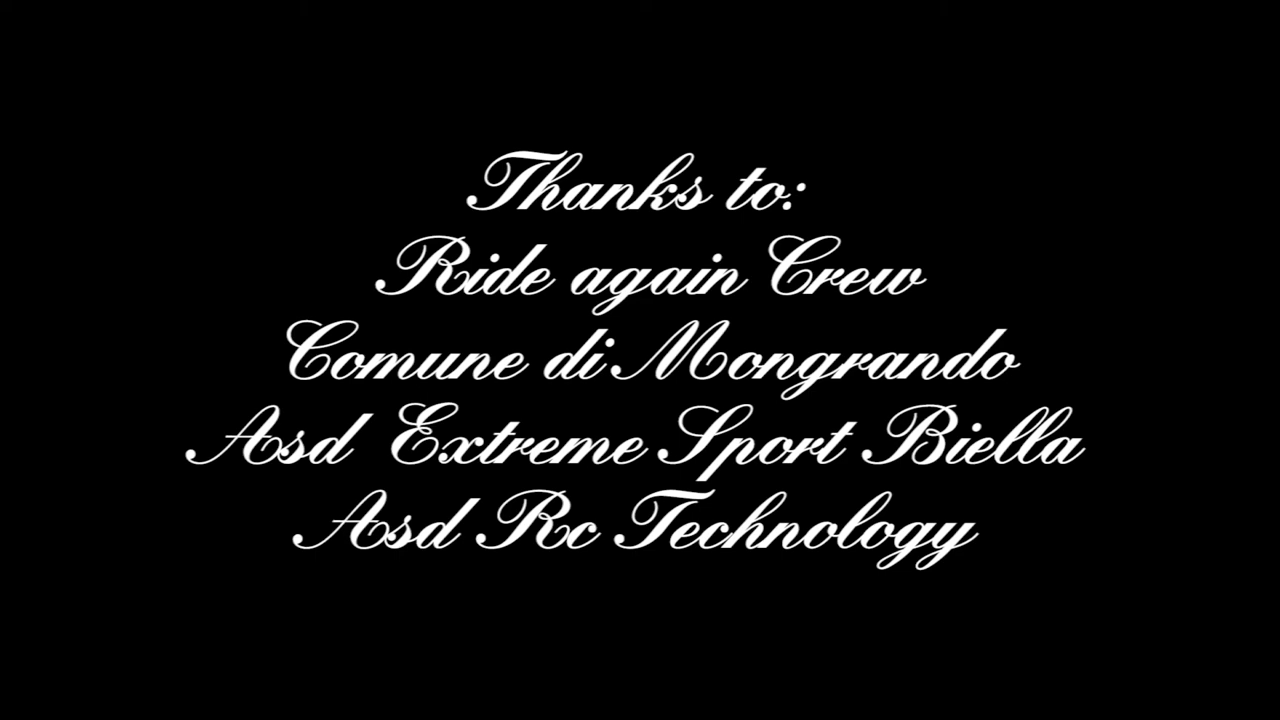 Thanks to:
Ride again Crew
Comune di Mongrando
Asd Extreme Sport Biella
Asd Rc Technology